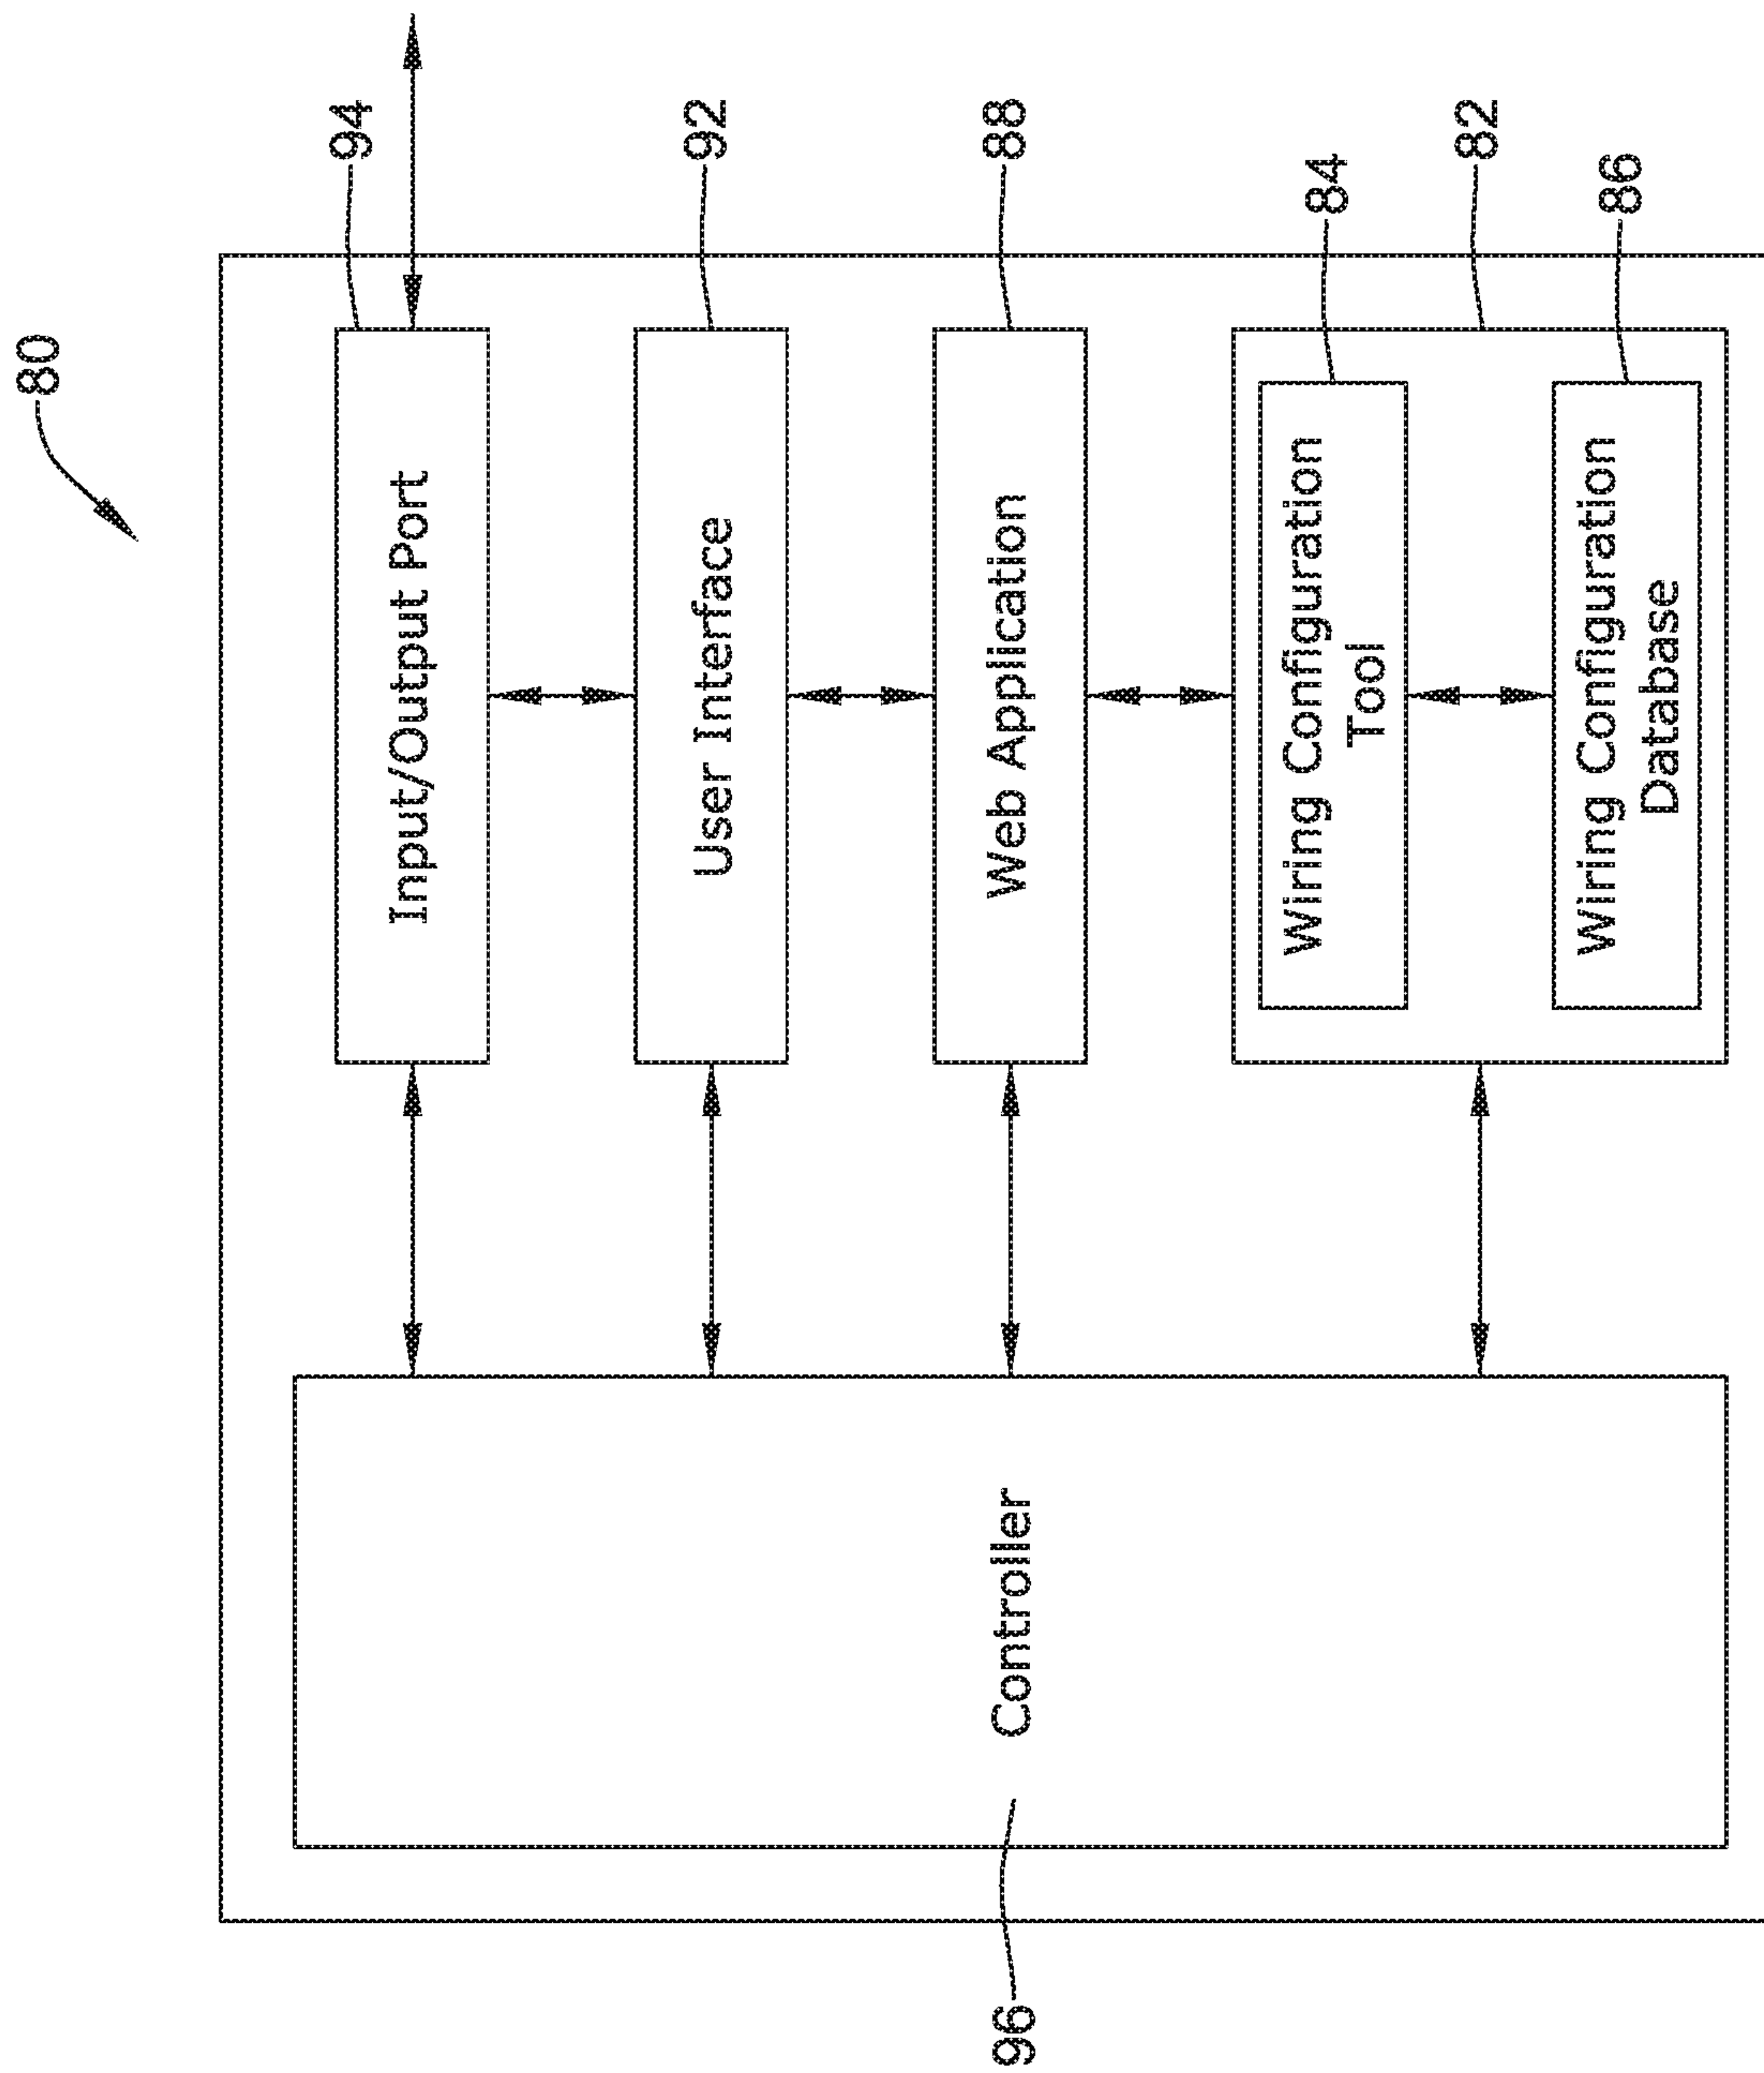 80
94
Input/Output Port
92
User Interface
88
Web Application
82
84
Wiring Configuration
Tool
86
Wiring Configuration
Database
Controller
96